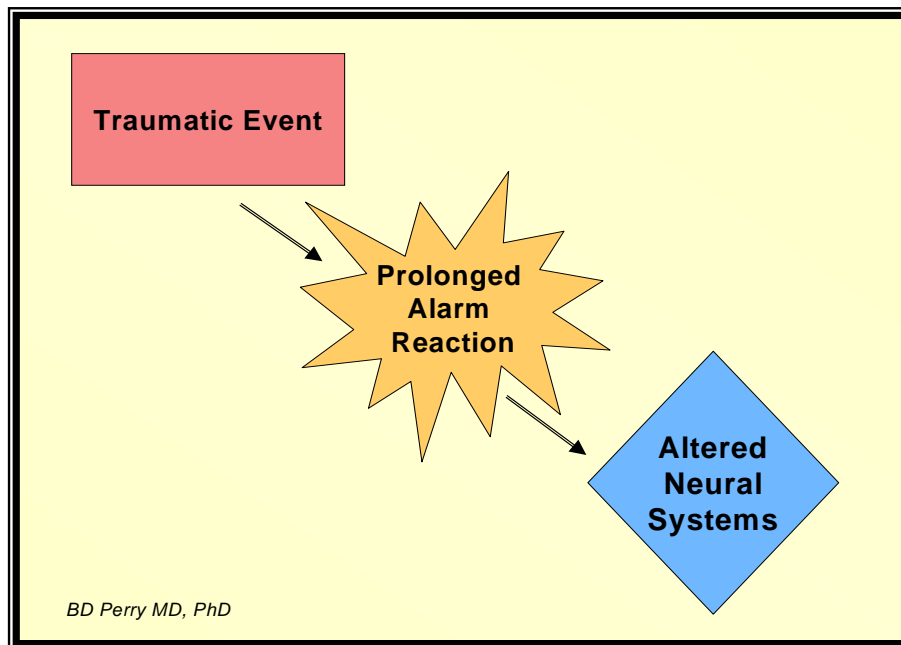 Traumatic Event
Prolonged
Alarm
Reaction
Altered
Neural
Systems
BD Perry MD, PhD